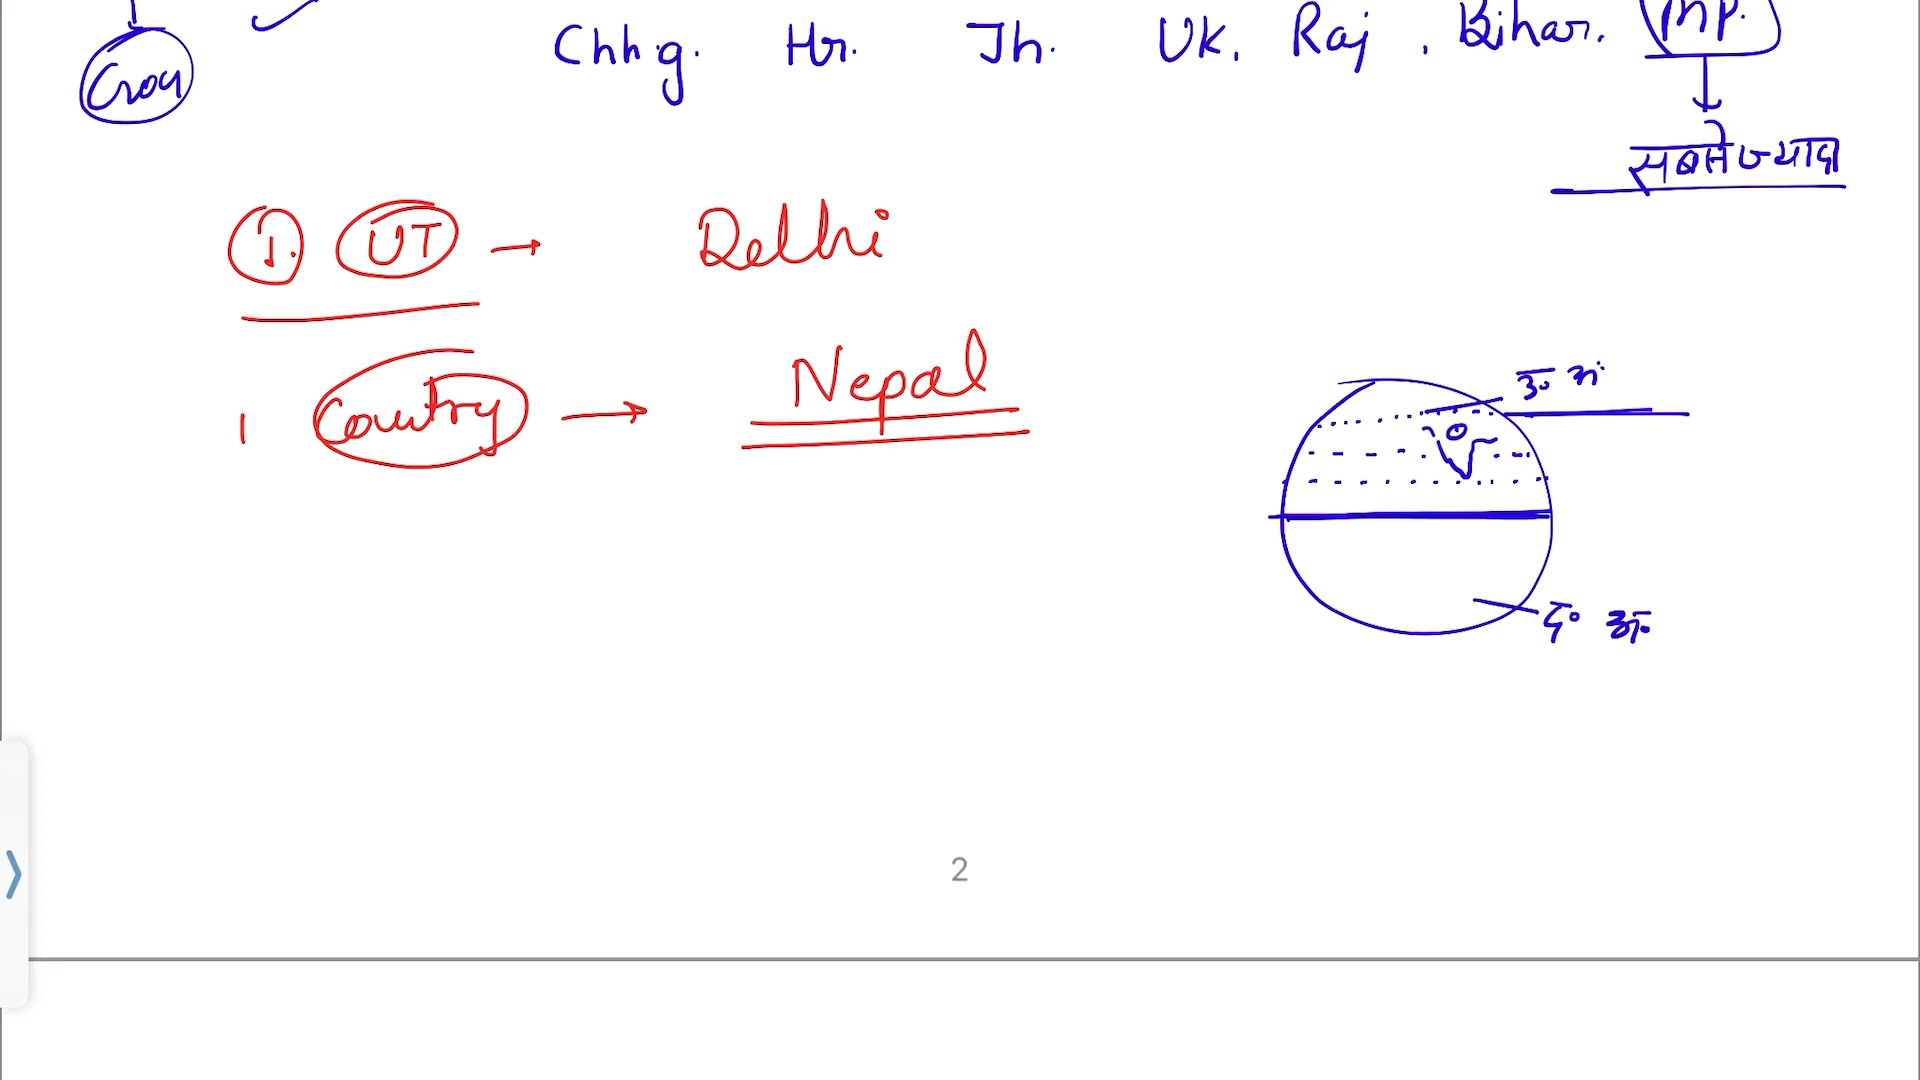 Chhg. Hr. Jh. UK. Raj. Bihar. MP.
Goa
सबसे ज्यादा
1. UT → Delhi
1 Country → Nepal
उ० अ०
द० अ०
2